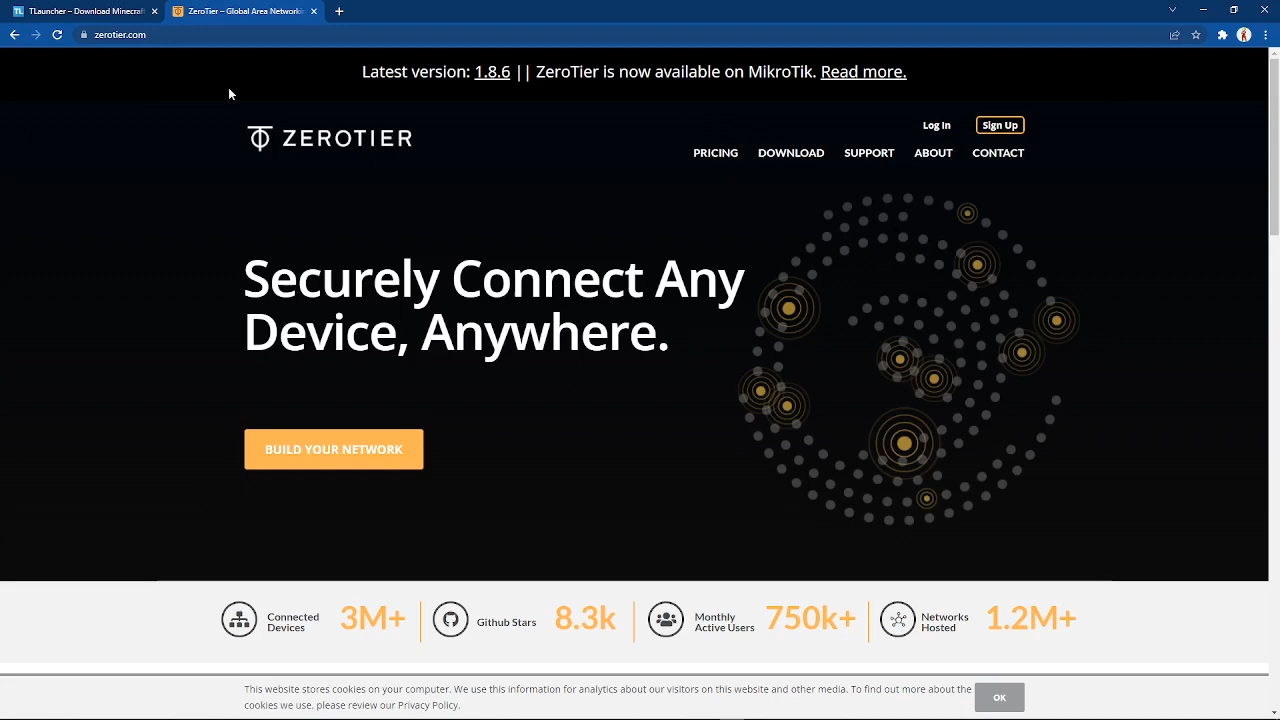 TLauncher – Download Minecraft
ZeroTier – Global Area Networkin
zerotier.com
Latest version: 1.8.6 || ZeroTier is now available on MikroTik. Read more.
Log In
Sign Up
ZEROTIER
PRICING
DOWNLOAD
SUPPORT
ABOUT
CONTACT
Securely Connect Any
Device, Anywhere.
BUILD YOUR NETWORK
Connected
Devices
3M+
Github Stars
8.3k
Monthly
Active Users
750k+
Networks
Hosted
1.2M+
This website stores cookies on your computer. We use this information for analytics about our visitors on this website and other media. To find out more about the
cookies we use, please review our Privacy Policy.
OK